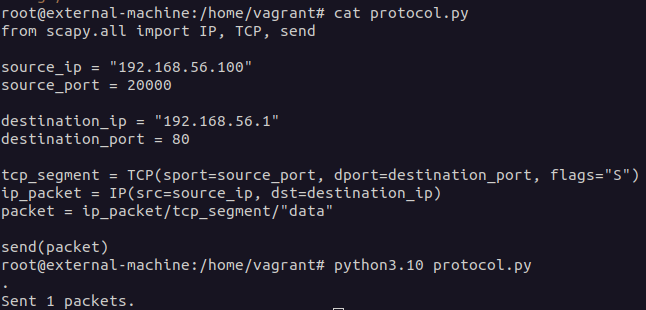 root@external-machine:/home/vagrant# cat protocol.py
from scapy.all import IP, TCP, send

source_ip = "192.168.56.100"
source_port = 20000

destination_ip = "192.168.56.1"
destination_port = 80

tcp_segment = TCP(sport=source_port, dport=destination_port, flags="S")
ip_packet = IP(src=source_ip, dst=destination_ip)
packet = ip_packet/tcp_segment/"data"

send(packet)
root@external-machine:/home/vagrant# python3.10 protocol.py
.
Sent 1 packets.